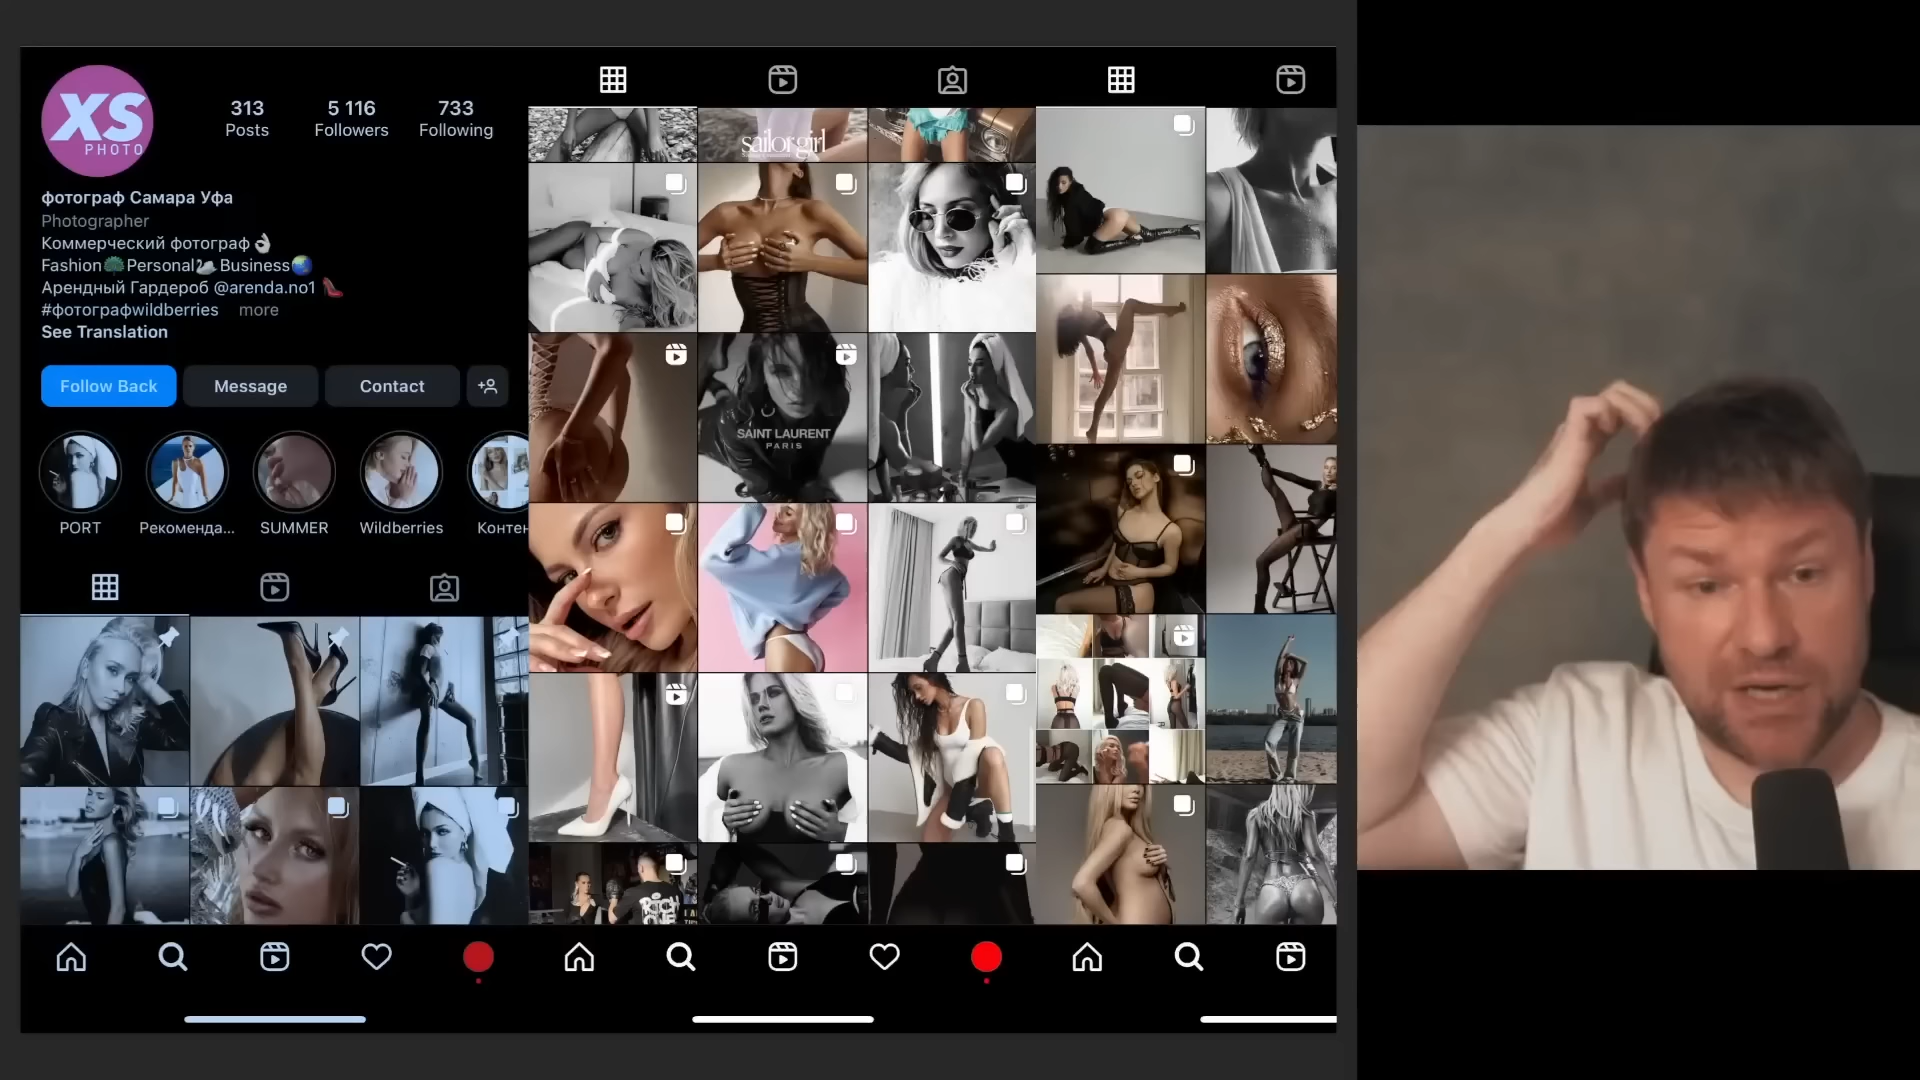 XS
PHOTO
313
Posts
5 116
Followers
733
Following
фотограф Самара Уфа
Photographer
Коммерческий фотограф👌🏻
Fashion🌳Personal🦢Business🌏
Арендный Гардероб @arenda.no1 👠
#фотографwildberries more
See Translation
Follow Back
Message
Contact
PORT
Рекоменда...
SUMMER
Wildberries
Контен
sailorgirl
SAINT LAURENT
PARIS
RICH